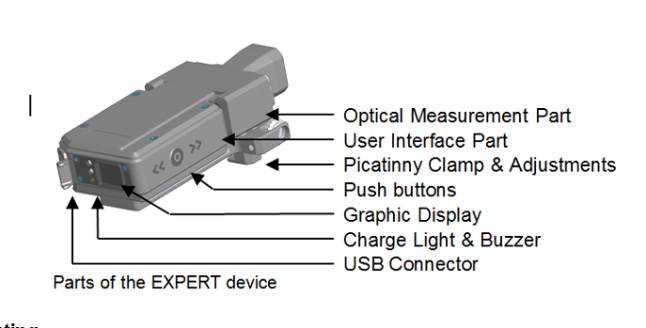 Optical Measurement Part
User Interface Part
Picatinny Clamp & Adjustments
Push buttons
Graphic Display
Charge Light & Buzzer
USB Connector
Parts of the EXPERT device